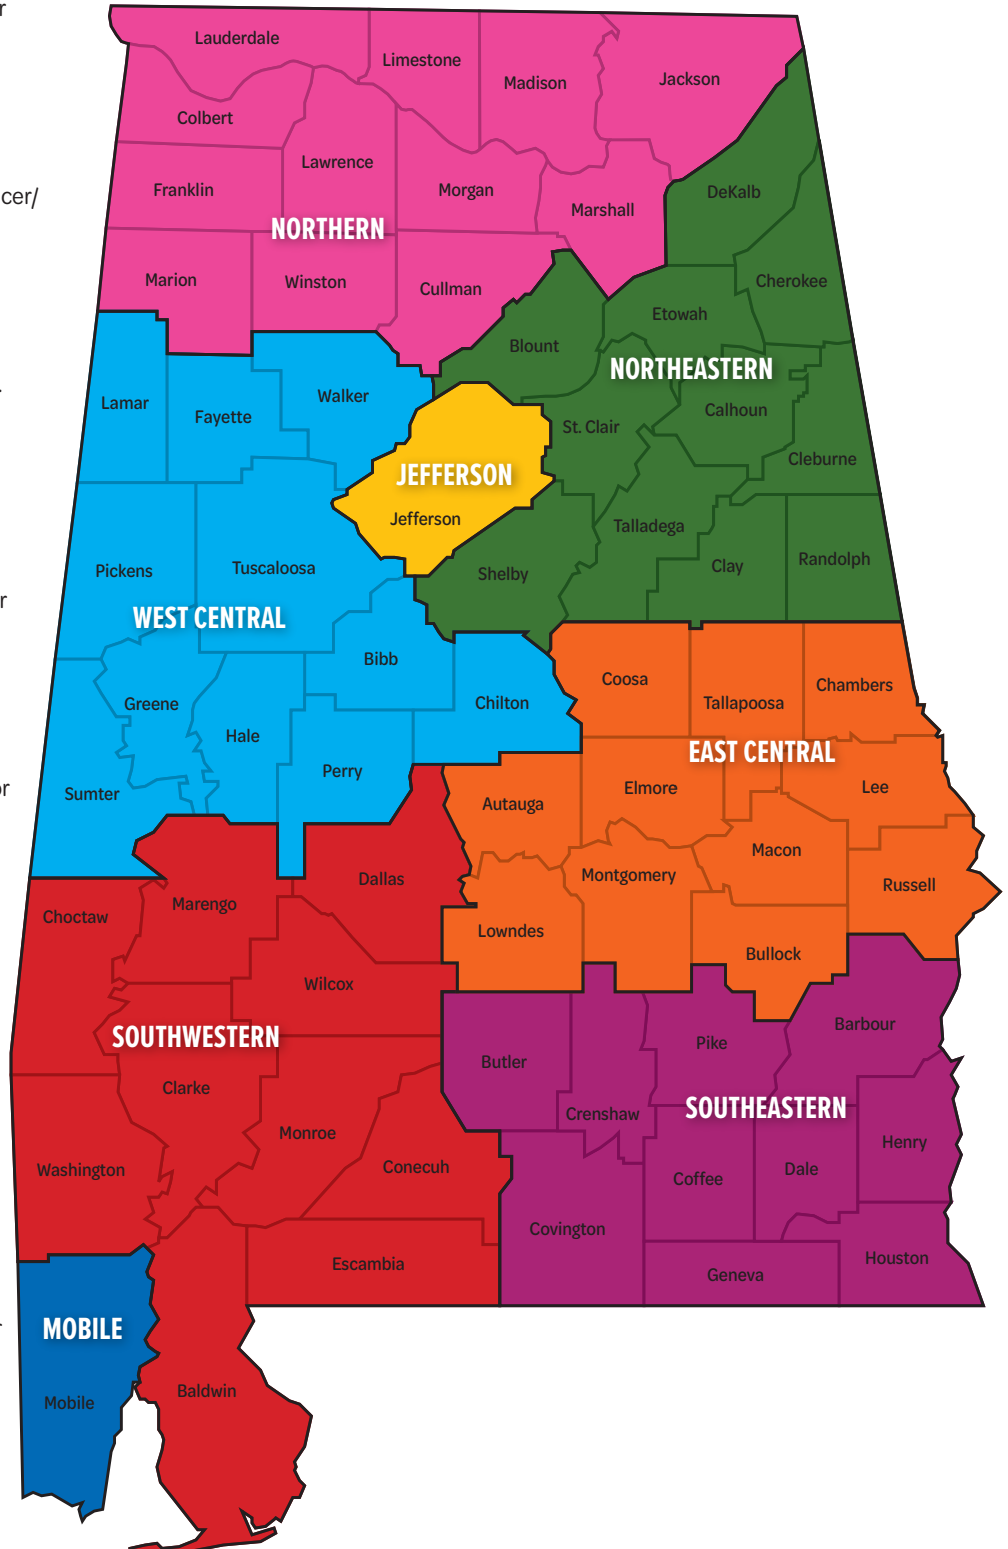 r
Lauderdale
Limestone
Madison
Jackson
Colbert
Lawrence
Franklin
Morgan
cer/
DeKalb
Marshall
NORTHERN
Marion
Winston
Cullman
Cherokee
Etowah
Blount
NORTHEASTERN
Walker
Lamar
Fayette
Calhoun
St. Clair
Cleburne
JEFFERSON
Jefferson
Talladega
Randolph
Clay
Pickens
Tuscaloosa
Shelby
r
WEST CENTRAL
Bibb
Coosa
Chambers
Greene
Chilton
Tallapoosa
Hale
EAST CENTRAL
Perry
Elmore
Lee
or
Sumter
Autauga
Macon
Dallas
Montgomery
Russell
Marengo
Choctaw
Lowndes
Bullock
Wilcox
SOUTHWESTERN
Barbour
Pike
Butler
Clarke
Crenshaw
SOUTHEASTERN
Monroe
Henry
Washington
Conecuh
Dale
Coffee
Covington
Escambia
Houston
Geneva
MOBILE
Baldwin
Mobile